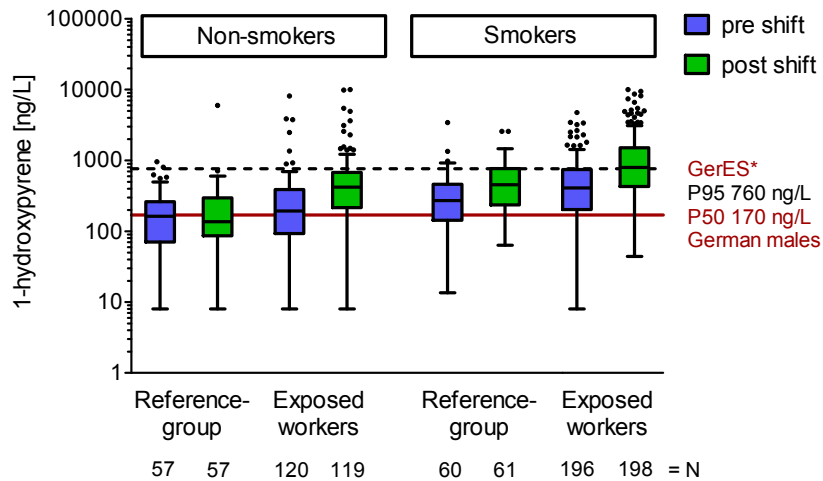 100000
10000
1000
100
10
1
1-hydroxypyrene [ng/L]
Non-smokers
Smokers
pre shift
post shift
GerES*
P95 760 ng/L
P50 170 ng/L
German males
Reference-
group
Exposed
workers
Reference-
group
Exposed
workers
57 57 120 119 60 61 196 198 = N